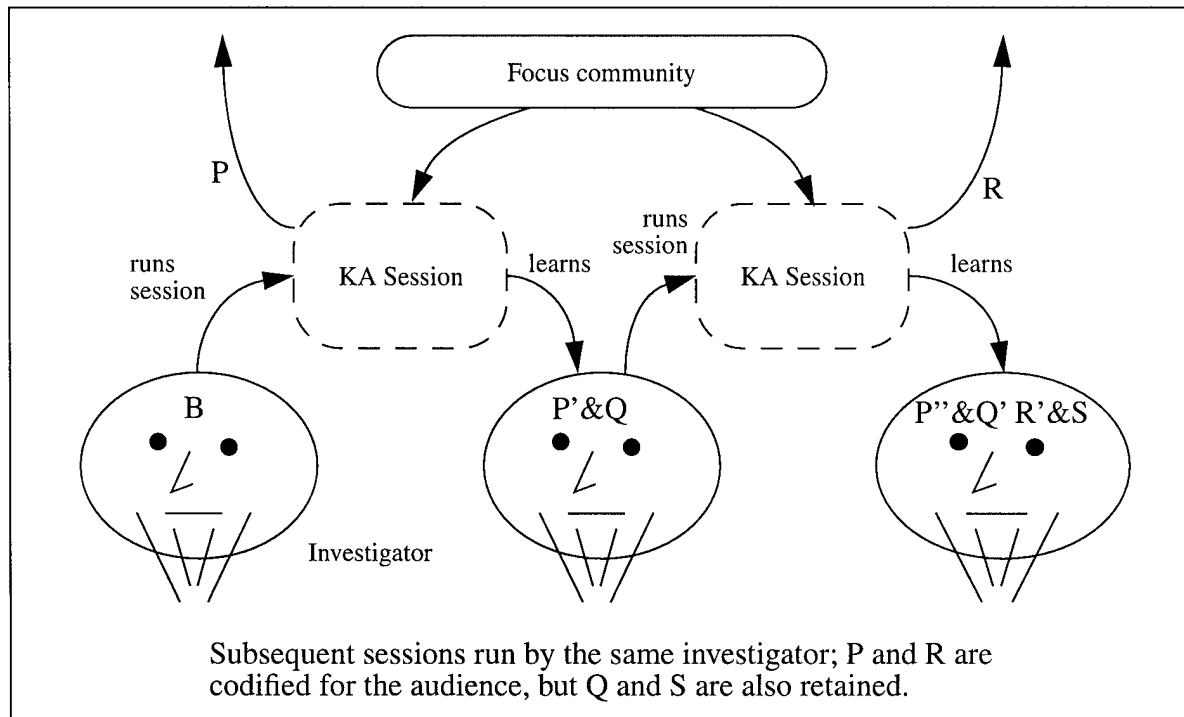 Focus community
P
R
runs
session
KA Session
learns
runs
session
KA Session
learns
B
P'&Q
P''&Q' R'&S
Investigator
Subsequent sessions run by the same investigator; P and R are
codified for the audience, but Q and S are also retained.